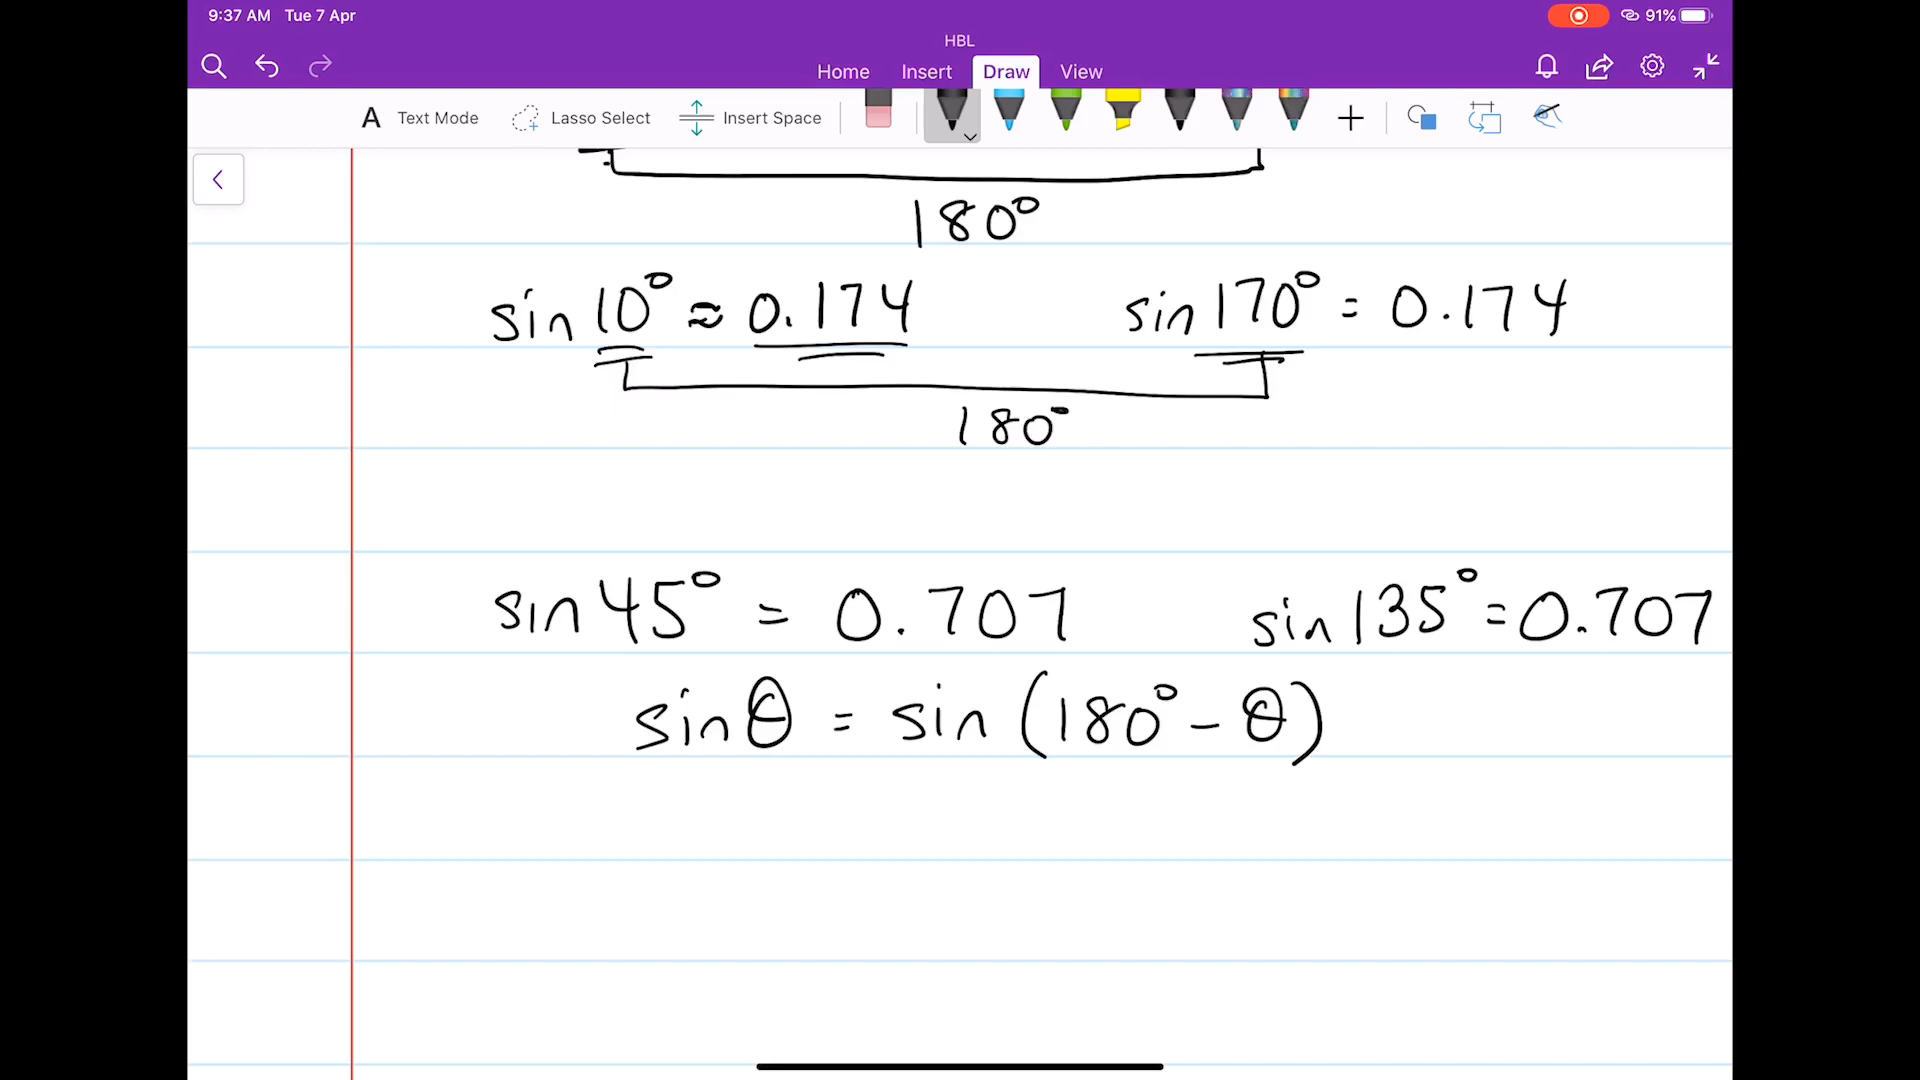 9:37 AM Tue 7 Apr 91%
HBL
Home Insert Draw View
A Text Mode Lasso Select Insert Space
180°
sin 10° ≈ 0.174 sin 170° = 0.174
180°
sin 45° = 0.707 sin 135° = 0.707
sin θ = sin (180° - θ)